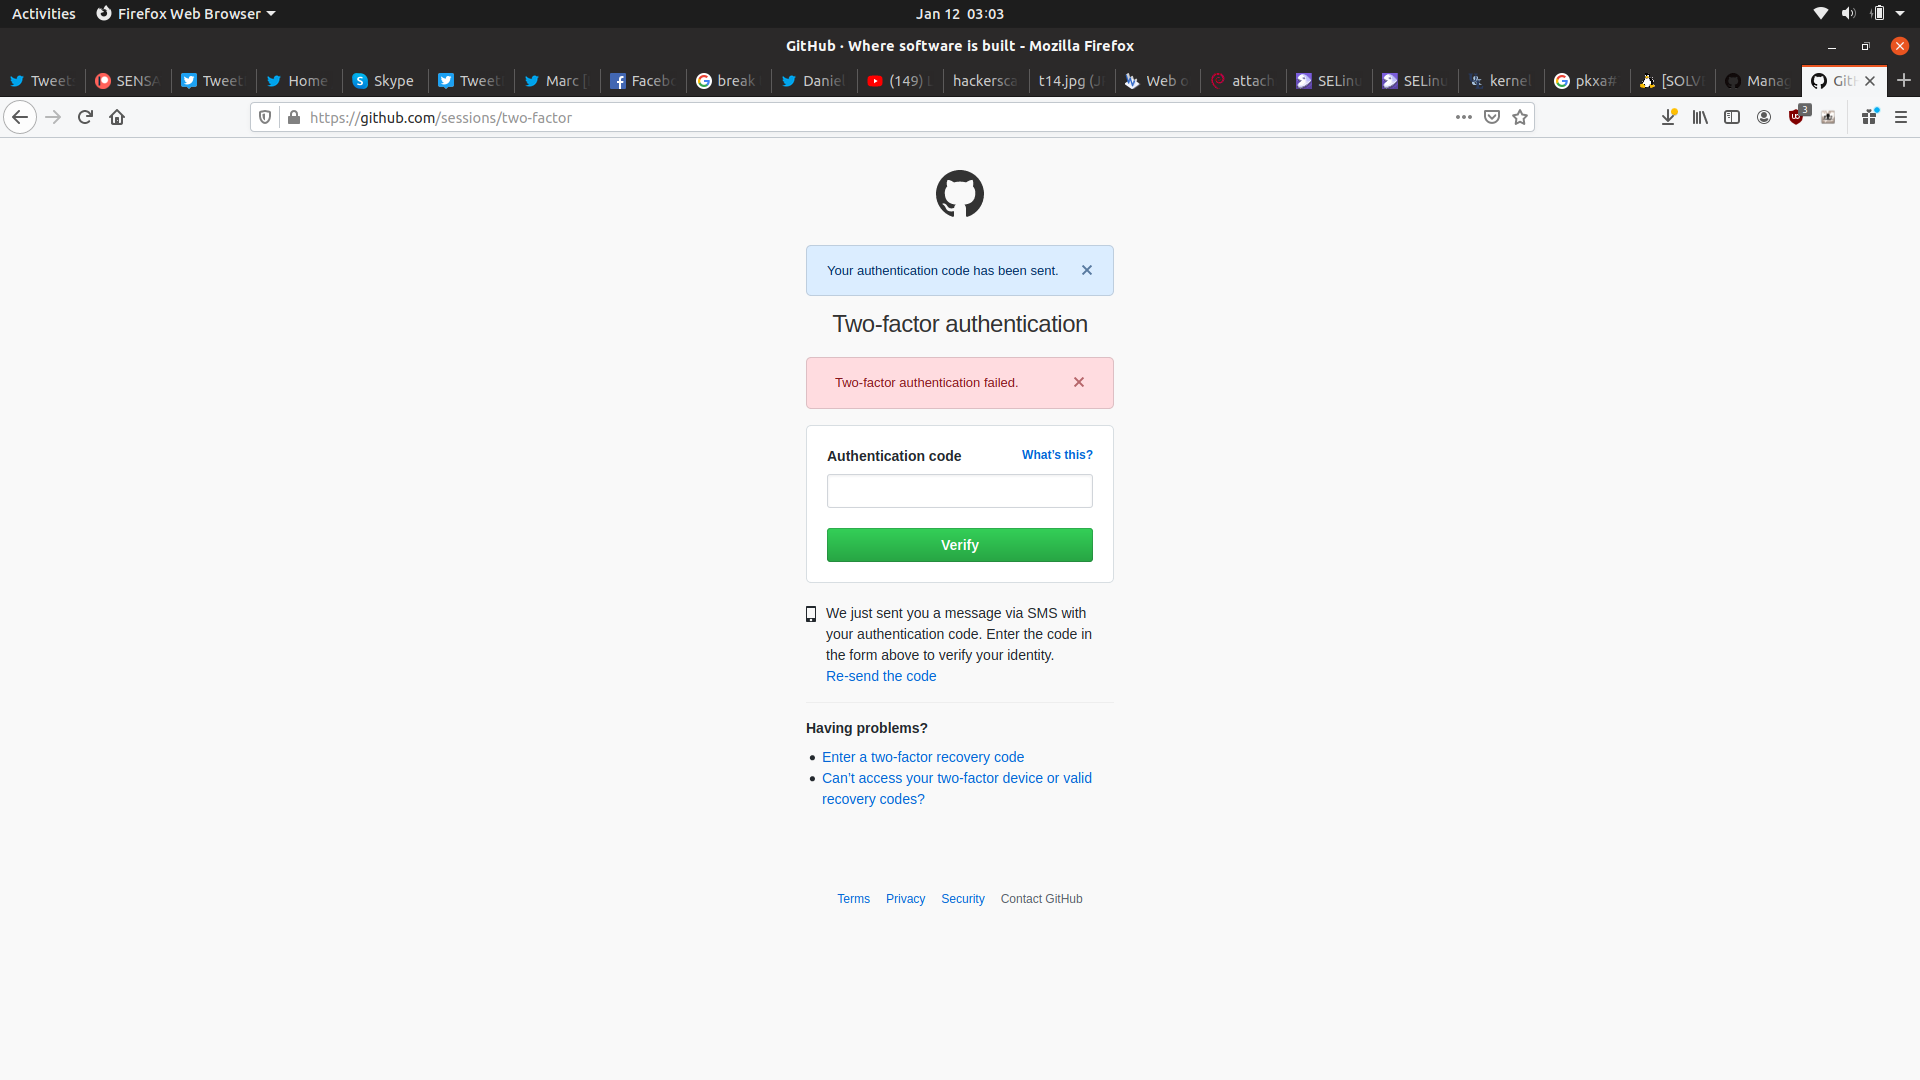 Activities Firefox Web Browser Jan 12 03:03
GitHub · Where software is built - Mozilla Firefox
Tweet SENSA Tweet Home Skype Tweet Marc Faceb break Daniel (149) hackersca t14.jpg (J Web o attach SELinu SELinu kernel pkxa# [SOLV Manag GitH
https://github.com/sessions/two-factor 3
Your authentication code has been sent.
Two-factor authentication
Two-factor authentication failed.
Authentication code What's this?
Verify
We just sent you a message via SMS with
your authentication code. Enter the code in
the form above to verify your identity.
Re-send the code
Having problems?
Enter a two-factor recovery code
Can't access your two-factor device or valid
recovery codes?
Terms Privacy Security Contact GitHub